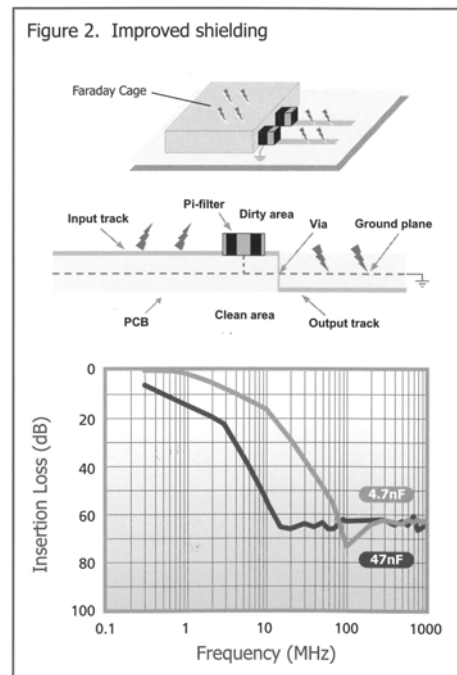 Figure 2. Improved shielding
Faraday Cage
Pi-filter
Dirty area
Input track
Via
Ground plane
PCB
Clean area
Output track
0
20
40
60
80
100
Insertion Loss (dB)
4.7nF
47nF
0.1 1 10 100 1000
Frequency (MHz)